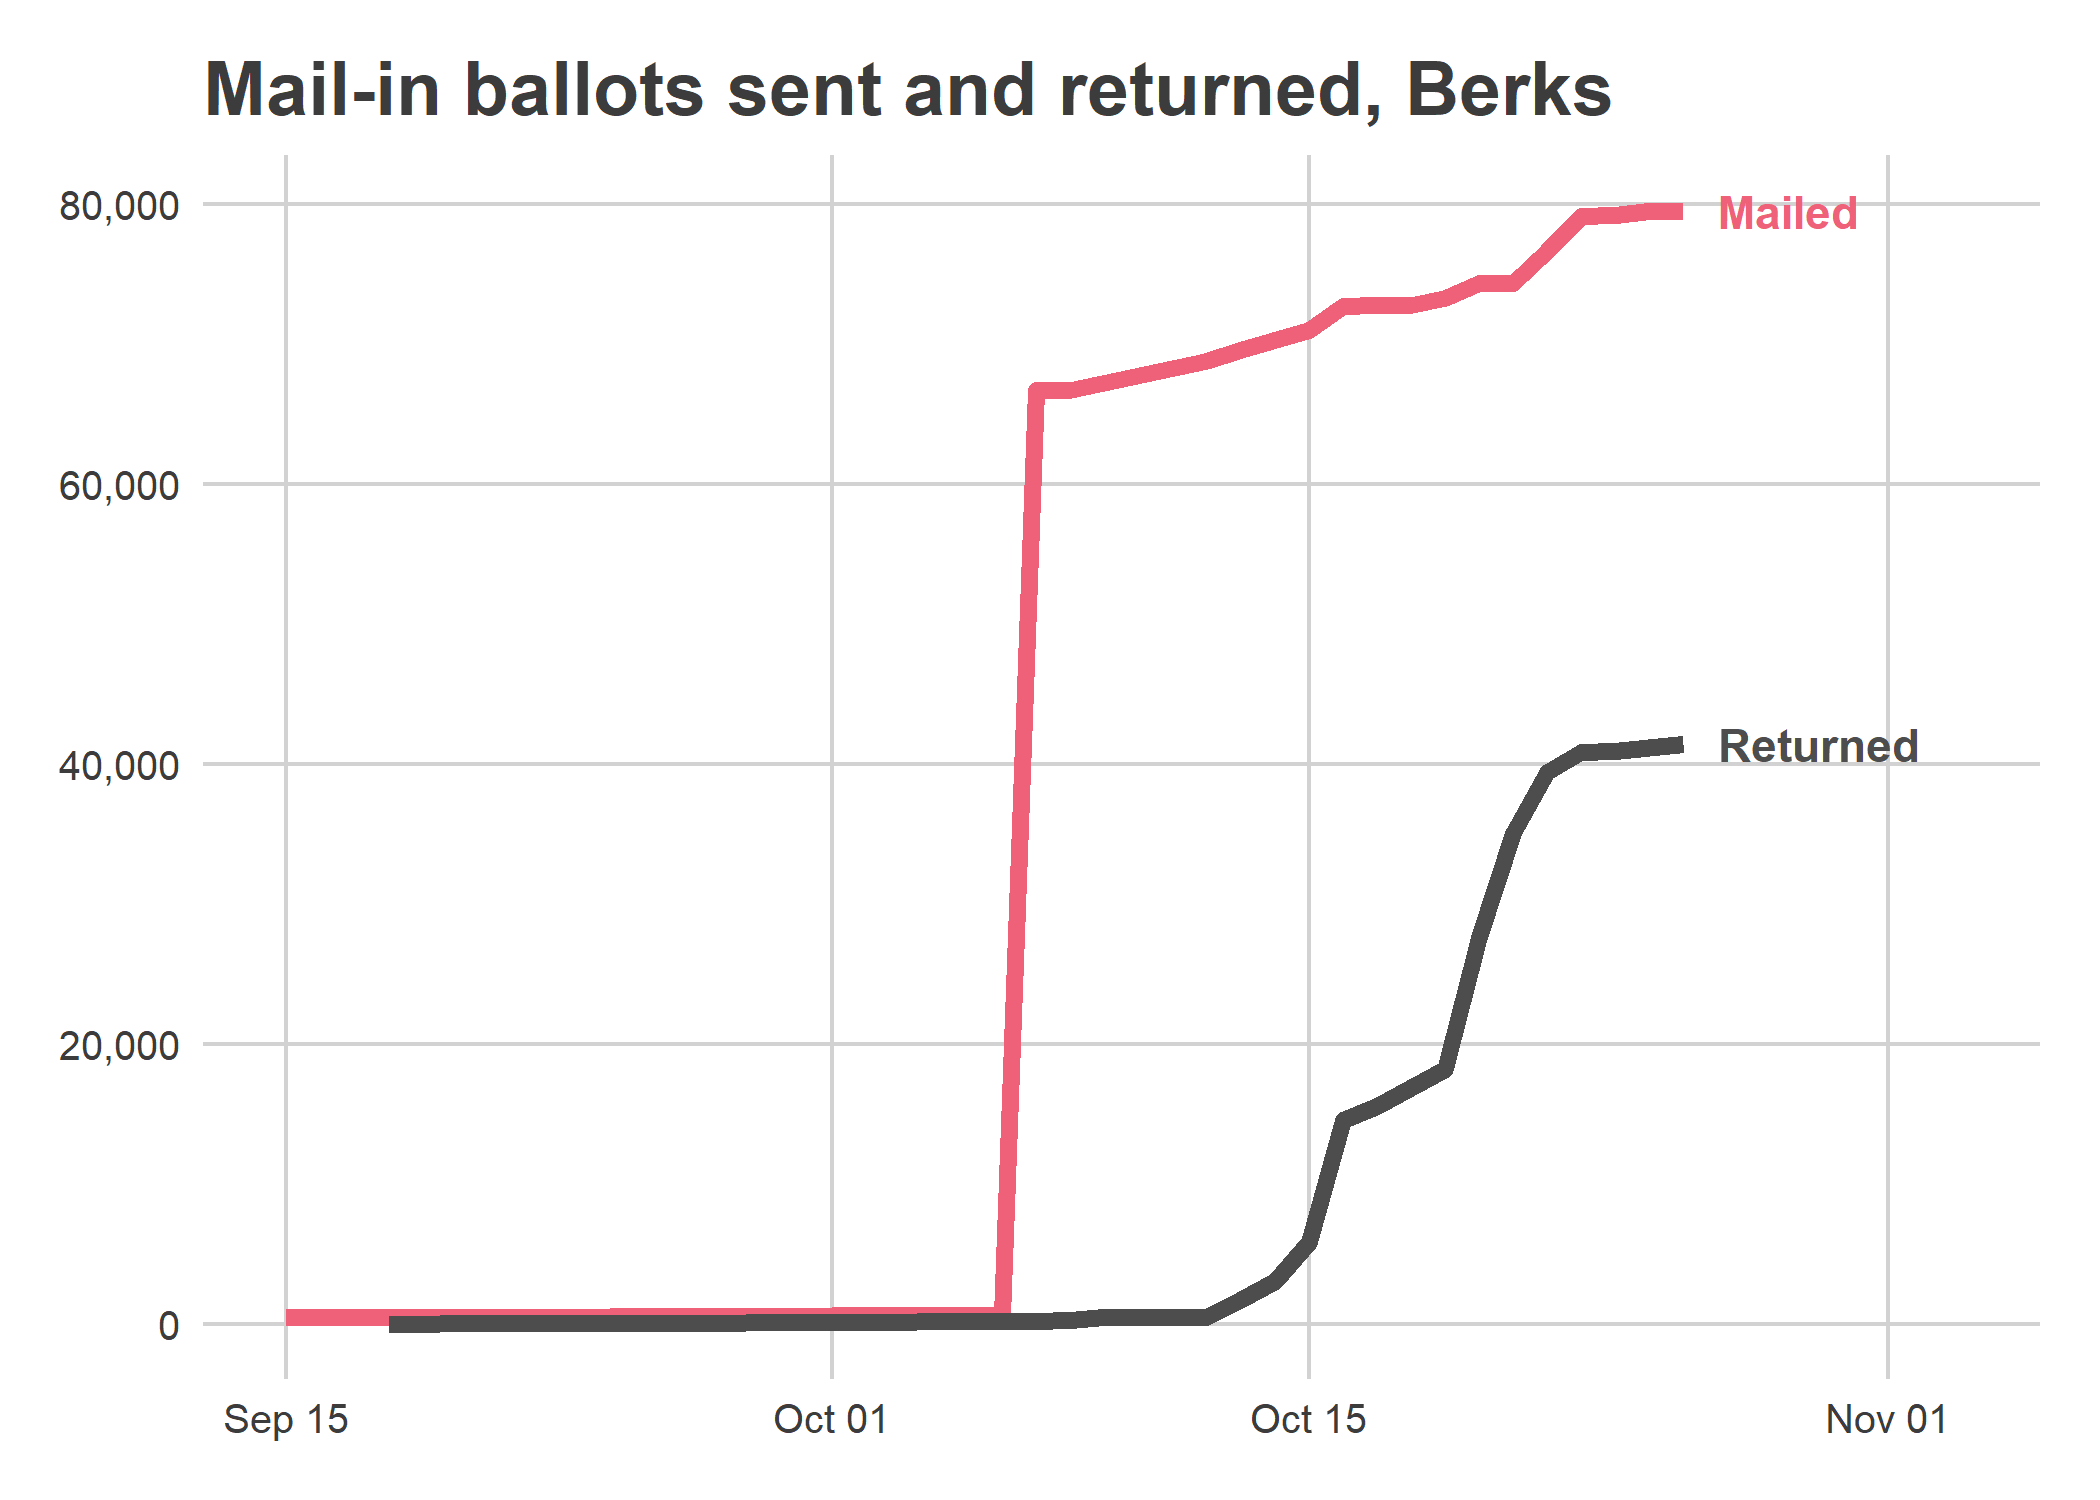 Mail-in ballots sent and returned, Berks
80,000
Mailed
60,000
Returned
40,000
20,000
0
Sep 15
Oct 01
Oct 15
Nov 01